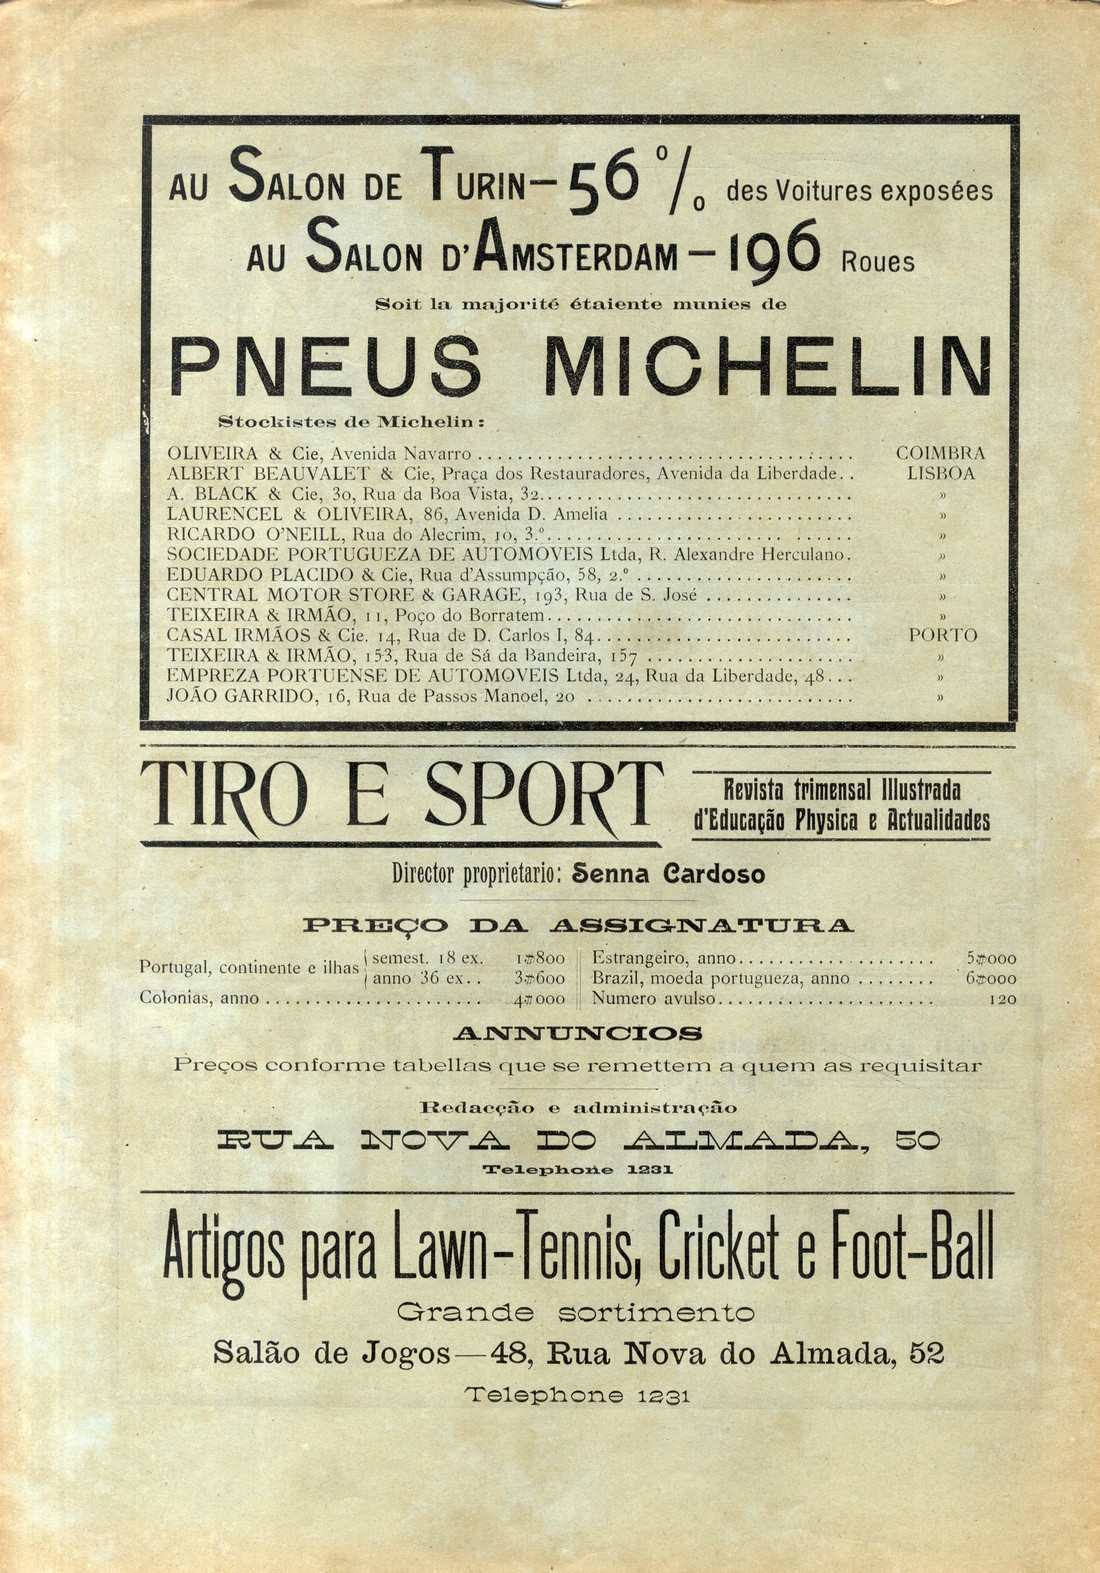 AU SALON DE TURIN—56 % des Voitures exposées
AU SALON D'AMSTERDAM—196 Roues
Soit la majorité étaiente munies de
PNEUS MICHELIN
Stockistes de Michelin:
OLIVEIRA & Cie, Avenida Navarro ........ COIMBRA
ALBERT BEAUVALET & Cie, Praça dos Restauradores, Avenida da Liberdade.. LISBOA
A. BLACK & Cie, 30, Rua da Boa Vista, 32........ »
LAURENCEL & OLIVEIRA, 86, Avenida D. Amelia ........ »
RICARDO O'NEILL, Rua do Alecrim, 10, 3.º........ »
SOCIEDADE PORTUGUEZA DE AUTOMOVEIS Ltda, R. Alexandre Herculano. »
EDUARDO PLACIDO & Cie, Rua d'Assumpção, 58, 2.º ........ »
CENTRAL MOTOR STORE & GARAGE, 193, Rua de S. José ........ »
TEIXEIRA & IRMÃO, 11, Poço do Borratem........ »
CASAL IRMÃOS & Cie. 14, Rua de D. Carlos I, 84........ PORTO
TEIXEIRA & IRMÃO, 153, Rua de Sá da Bandeira, 157 ........ »
EMPREZA PORTUENSE DE AUTOMOVEIS Ltda, 24, Rua da Liberdade, 48... »
JOÃO GARRIDO, 16, Rua de Passos Manoel, 20 ........ »
TIRO E SPORT
Revista trimensal Illustrada
d'Educação Physica e Actualidades
Director proprietario: Senna Cardoso
PREÇO DA ASSIGNATURA
Portugal, continente e ilhas { semest. 18 ex. 1$800
anno 36 ex.. 3$600
Colonias, anno ........ 4$000
Estrangeiro, anno........ 5$000
Brazil, moeda portugueza, anno ........ 6$000
Numero avulso........ 120
ANNUNCIOS
Preços conforme tabellas que se remettem a quem as requisitar
Redacção e administração
RUA NOVA DO ALMADA, 50
Telephone 1231
Artigos para Lawn-Tennis, Cricket e Foot-Ball
Grande sortimento
Salão de Jogos—48, Rua Nova do Almada, 52
Telephone 1231